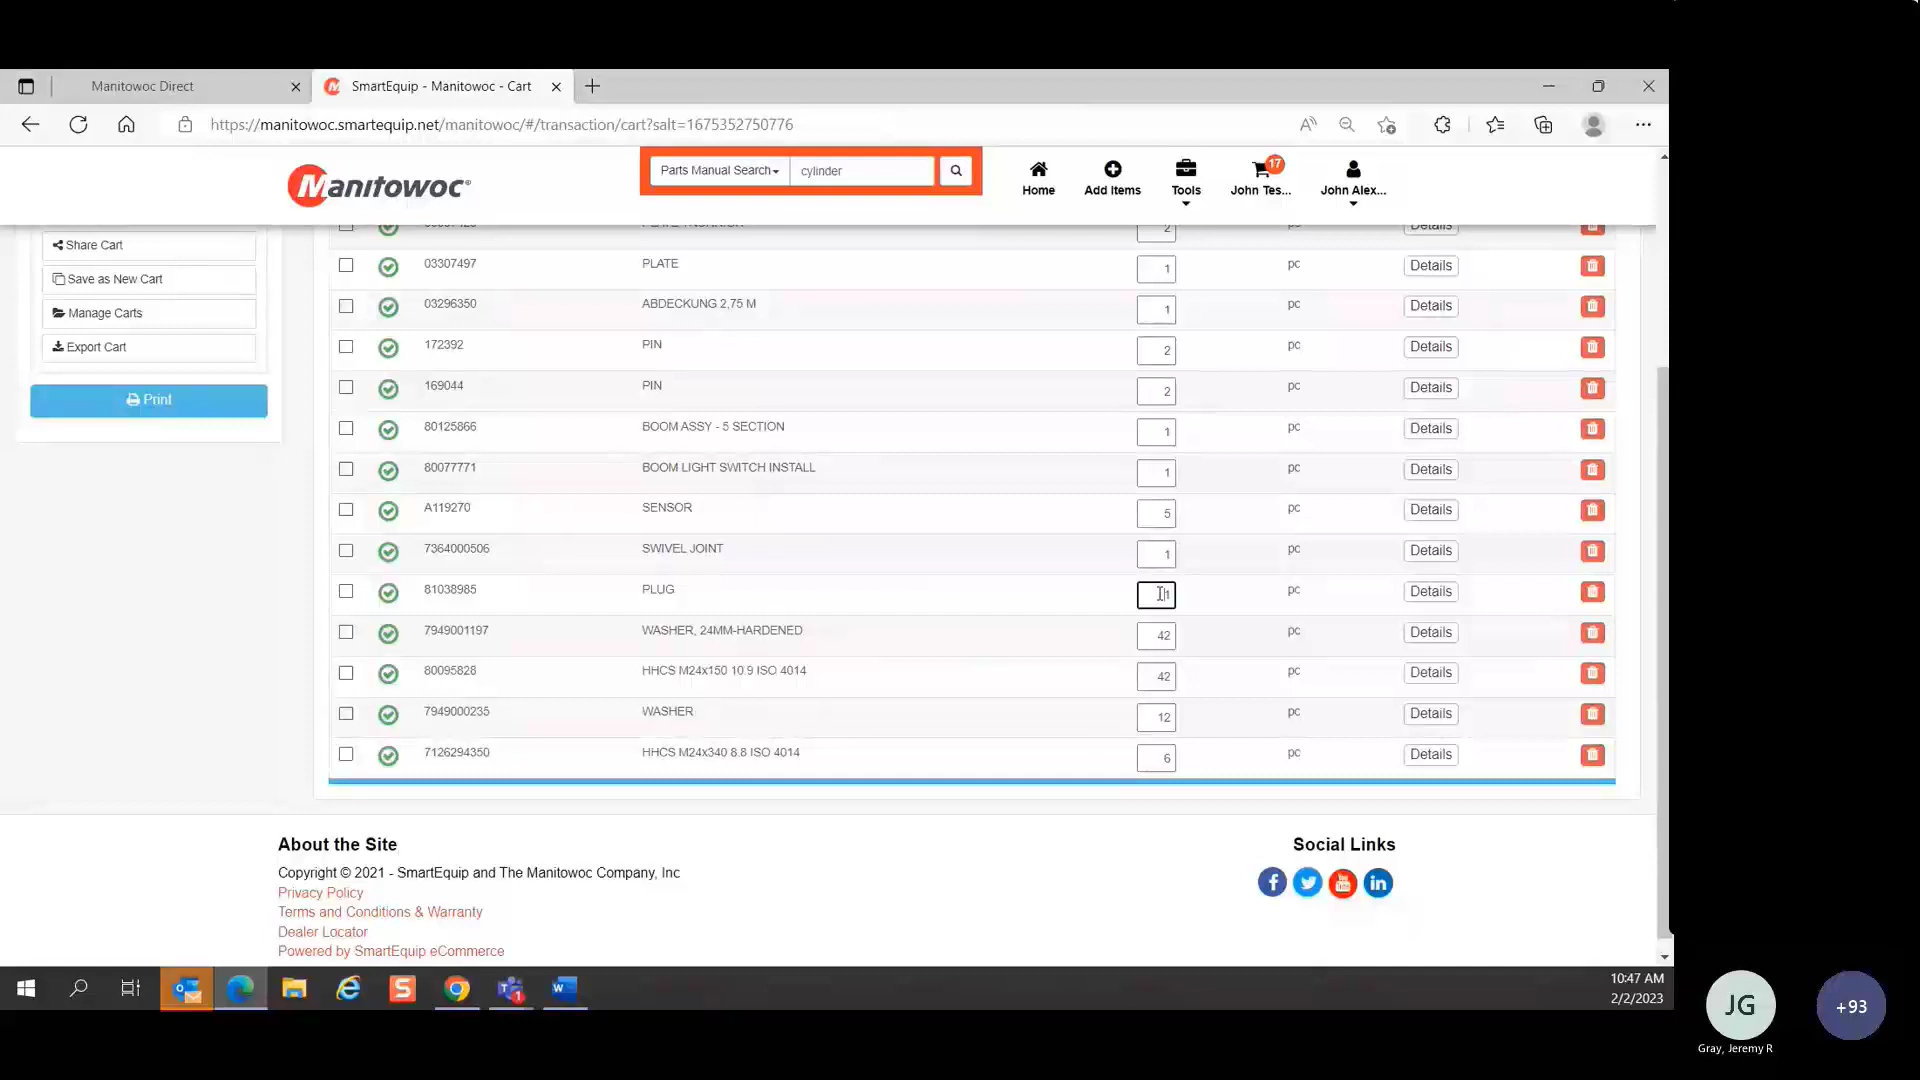 Manitowoc Direct
SmartEquip - Manitowoc - Cart
https://manitowoc.smartequip.net/manitowoc/#/transaction/cart?salt=1675352750776
Manitowoc
Parts Manual Search
cylinder
Home
Add Items
Tools
17
John Tes...
John Alex...
Share Cart
Save as New Cart
Manage Carts
Export Cart
Print
2 pc Details
03307497 PLATE 1 pc Details
03296350 ABDECKUNG 2,75 M 1 pc Details
172392 PIN 2 pc Details
169044 PIN 2 pc Details
80125866 BOOM ASSY - 5 SECTION 1 pc Details
80077771 BOOM LIGHT SWITCH INSTALL 1 pc Details
A119270 SENSOR 5 pc Details
7364000506 SWIVEL JOINT 1 pc Details
81038985 PLUG 1 pc Details
7949001197 WASHER, 24MM-HARDENED 42 pc Details
80095828 HHCS M24x150 10.9 ISO 4014 42 pc Details
7949000235 WASHER 12 pc Details
7126294350 HHCS M24x340 8.8 ISO 4014 6 pc Details
About the Site
Copyright © 2021 - SmartEquip and The Manitowoc Company, Inc
Privacy Policy
Terms and Conditions & Warranty
Dealer Locator
Powered by SmartEquip eCommerce
Social Links
10:47 AM
2/2/2023
JG
Gray, Jeremy R
+93